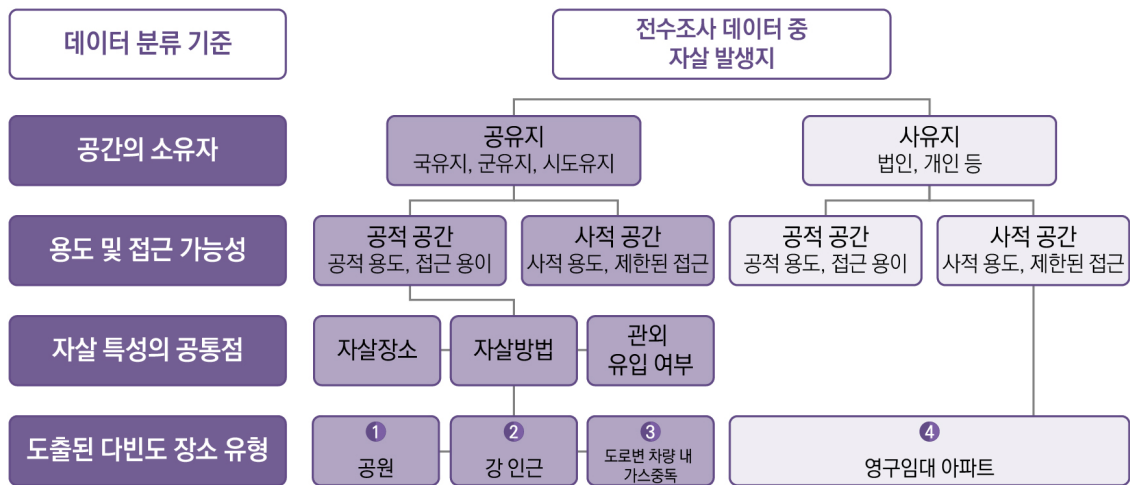 데이터 분류 기준
전수조사 데이터 중
자살 발생지
공간의 소유자
공유지
국유지, 군유지, 시도유지
사유지
법인, 개인 등
용도 및 접근 가능성
공적 공간
공적 용도, 접근 용이
사적 공간
사적 용도, 제한된 접근
공적 공간
공적 용도, 접근 용이
사적 공간
사적 용도, 제한된 접근
자살 특성의 공통점
자살장소
자살방법
관외
유입 여부
도출된 다빈도 장소 유형
1
공원
2
강 인근
3
도로변 차량 내
가스중독
4
영구임대 아파트